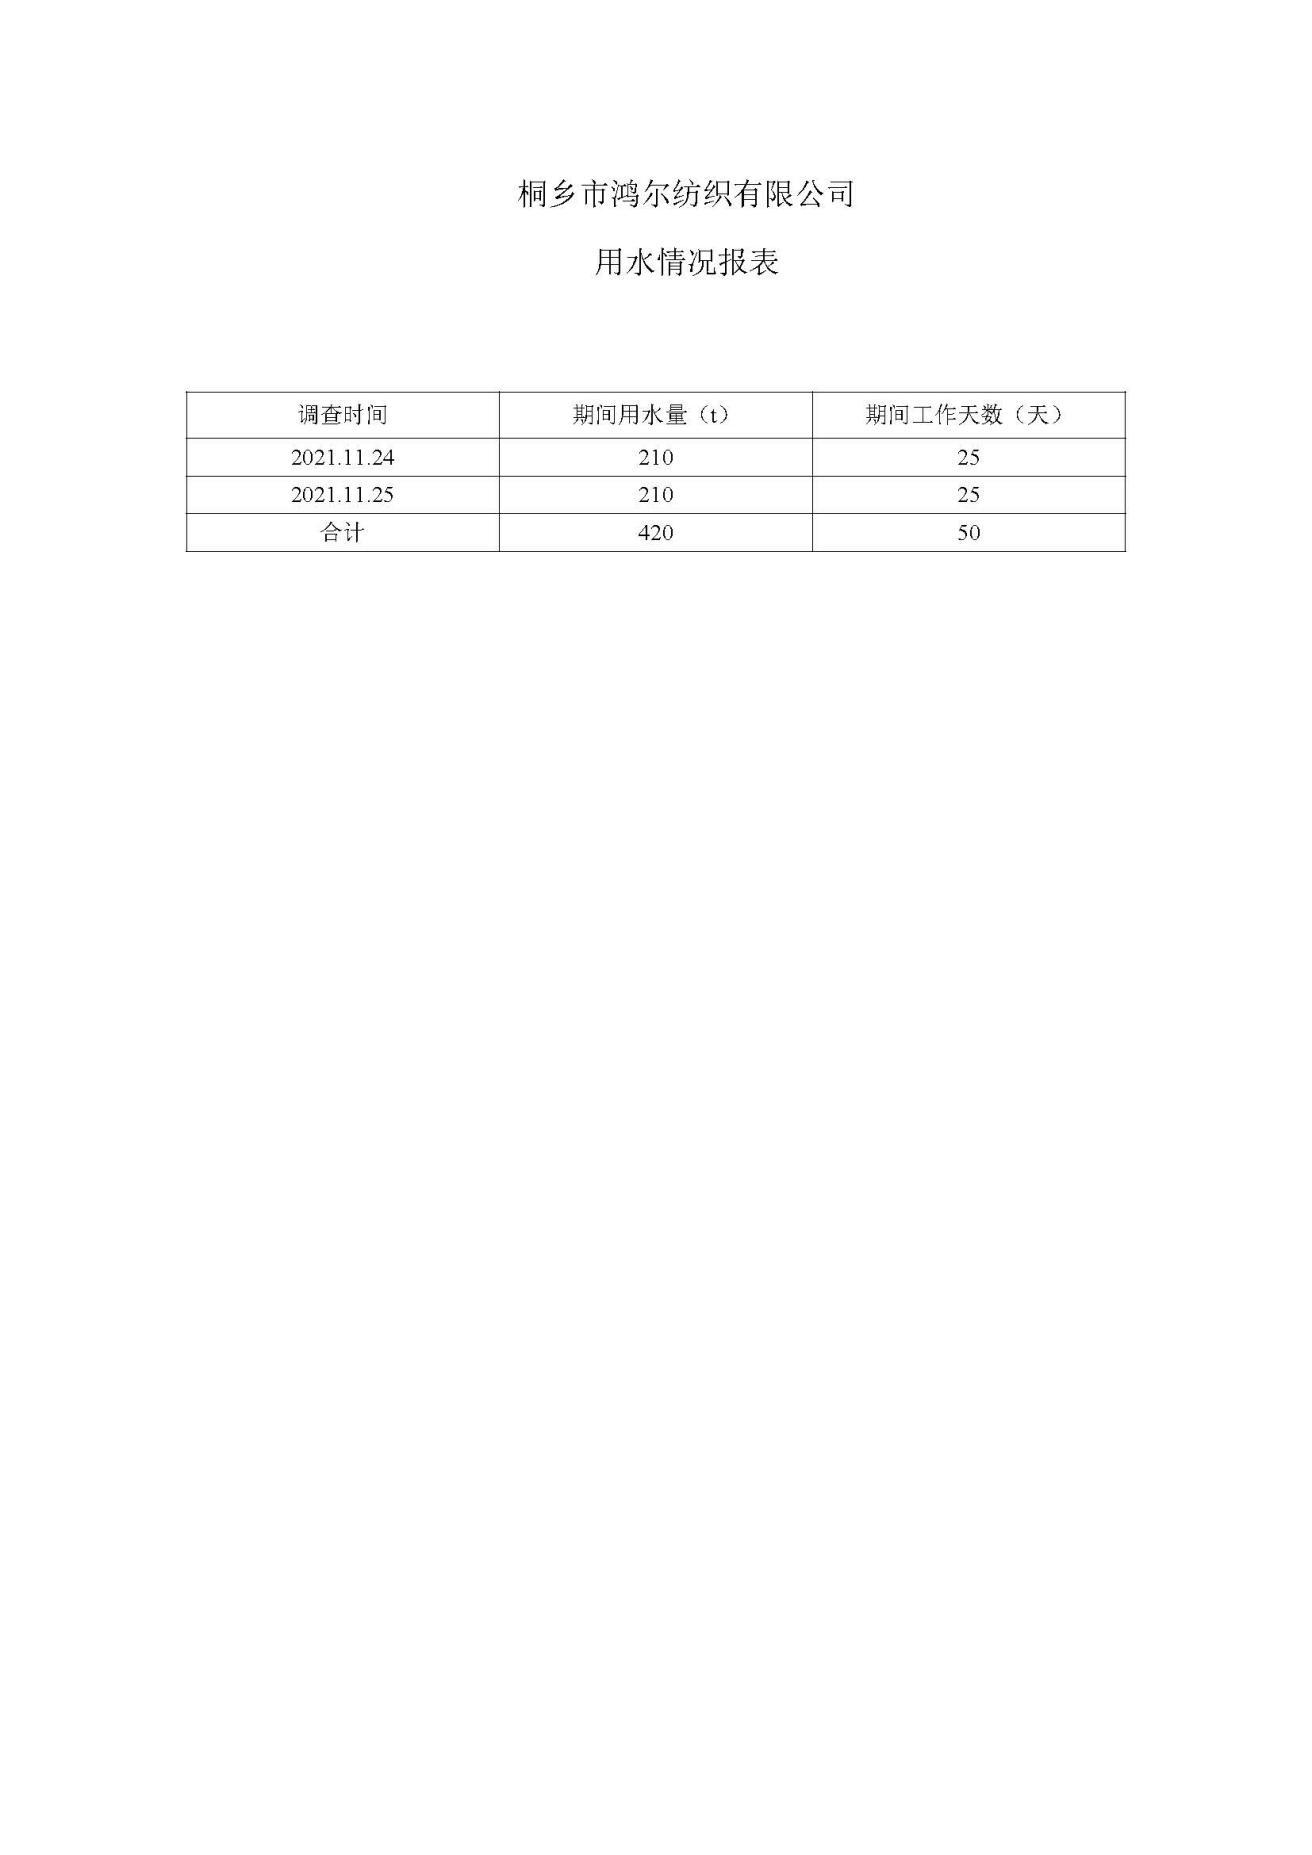 桐乡市鸿尔纺织有限公司
用水情况报表
调查时间 期间用水量（t） 期间工作天数（天）
2021.11.24 210 25
2021.11.25 210 25
合计 420 50